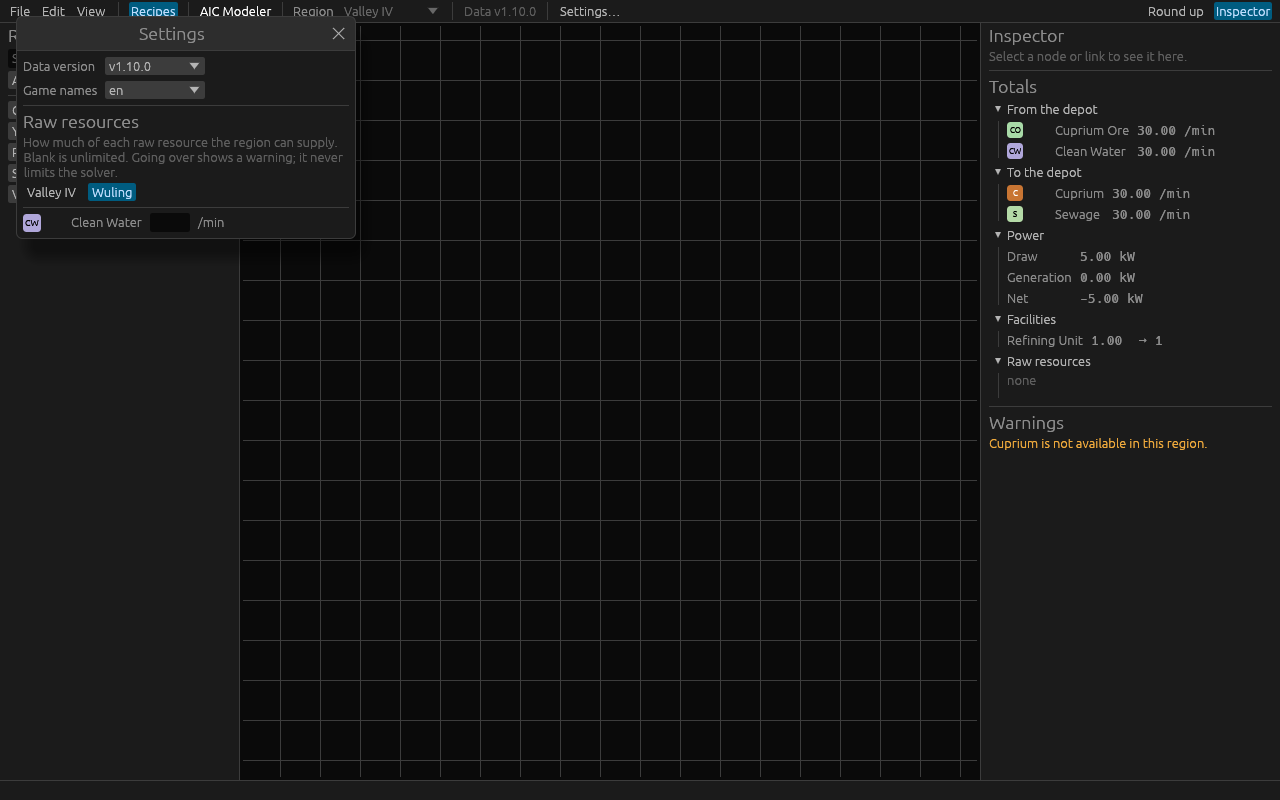 File Edit View Recipes AIC Modeler Region Valley IV Data v1.10.0 Settings… Round up Inspector
Settings
Data version v1.10.0
Game names en
Raw resources
How much of each raw resource the region can supply.
Blank is unlimited. Going over shows a warning; it never
limits the solver.
Valley IV Wuling
CW Clean Water /min
Inspector
Select a node or link to see it here.
Totals
From the depot
CO Cuprium Ore 30.00 /min
CW Clean Water 30.00 /min
To the depot
C Cuprium 30.00 /min
S Sewage 30.00 /min
Power
Draw 5.00 kW
Generation 0.00 kW
Net −5.00 kW
Facilities
Refining Unit 1.00 → 1
Raw resources
none
Warnings
Cuprium is not available in this region.